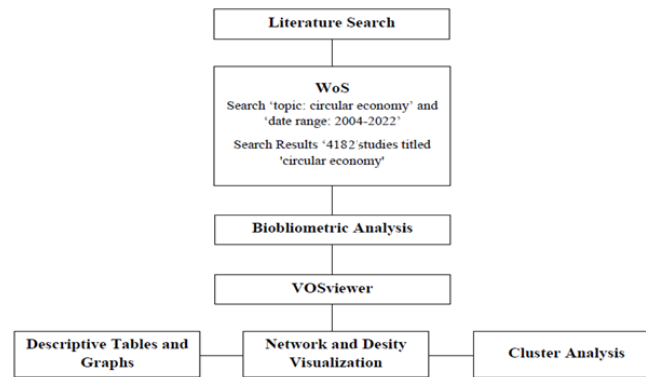 Literature Search
WoS
Search ‘topic: circular economy’ and
‘date range: 2004-2022’
Search Results ‘4182 studies titled
'circular economy'
Biobliometric Analysis
VOSviewer
Descriptive Tables and
Graphs
Network and Desity
Visualization
Cluster Analysis